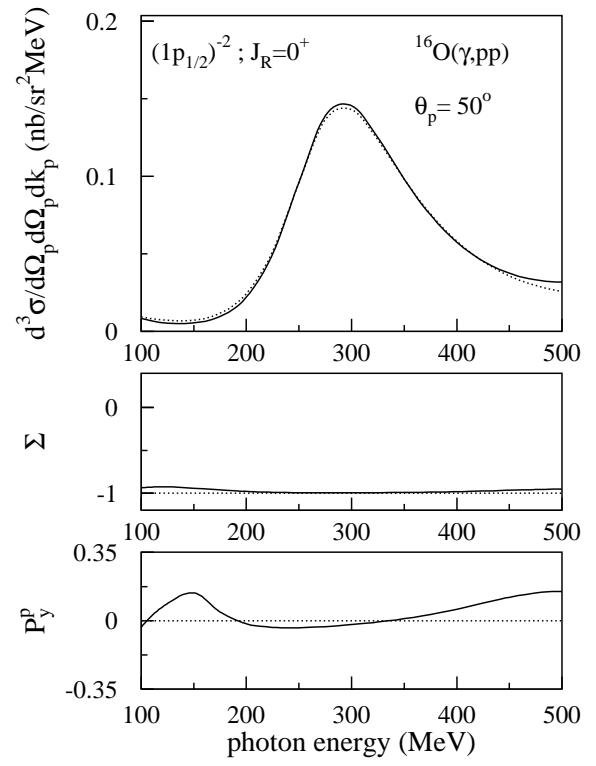 0.2
(1p1/2)-2 ; JR=0+ 16O(γ,pp)
θp= 50o
0.1
d3σ/dΩpdΩpdkp (nb/sr2MeV)
0
100 200 300 400 500
0
Σ
-1
100 200 300 400 500
0.35
Pyp
0
-0.35
100 200 300 400 500
photon energy (MeV)